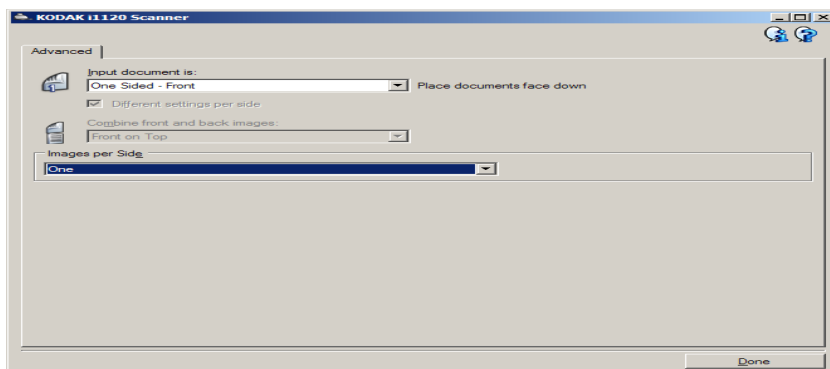 KODAK i1120 Scanner
Advanced
Input document is:
One Sided - Front
Place documents face down
Different settings per side
Combine front and back images:
Front on Top
Images per Side
One
Done